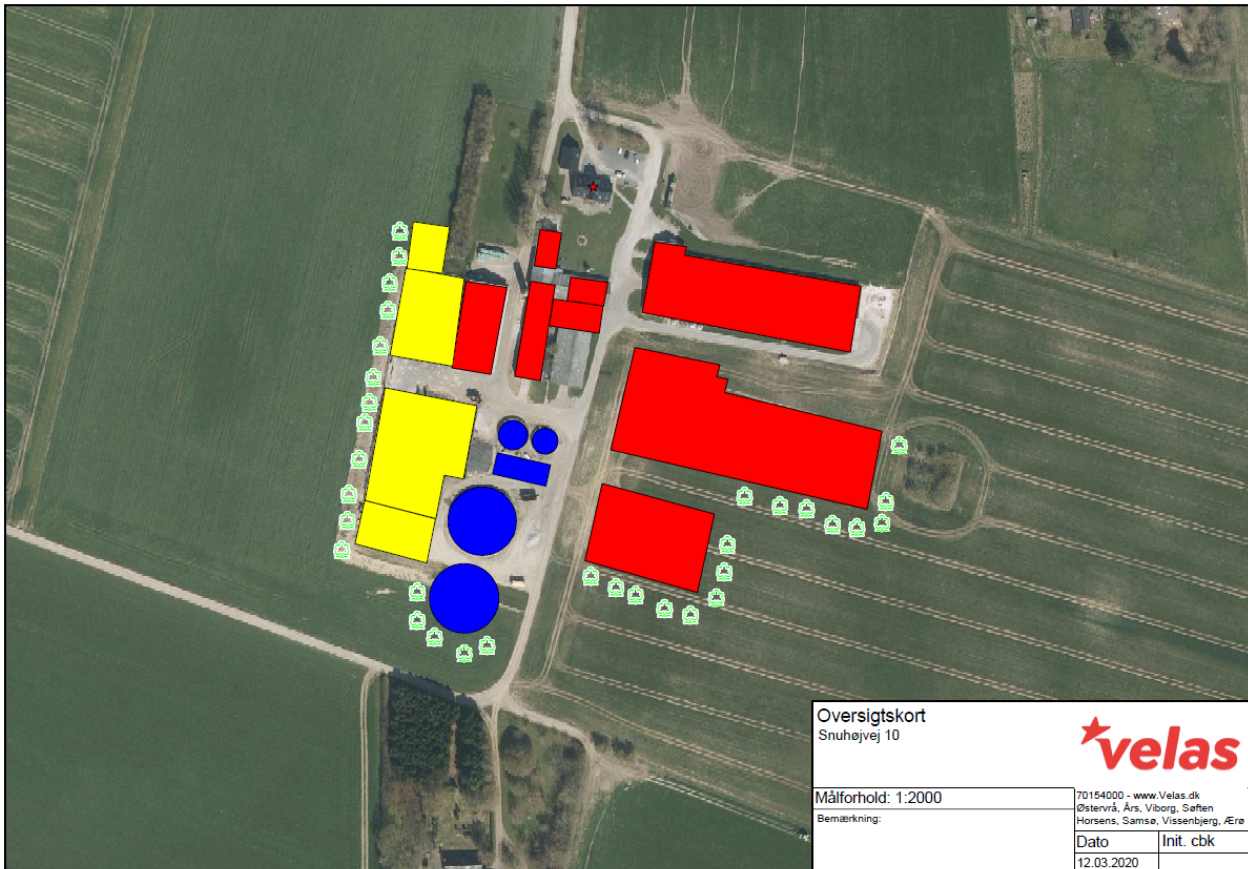 Oversigtskort
Snuhøjvej 10
velas
Målforhold: 1:2000
Bemærkning:
70154000 - www.Velas.dk
Østervrå, Års, Viborg, Søften
Horsens, Samsø, Vissenbjerg, Ærø
Dato
Init. cbk
12.03.2020